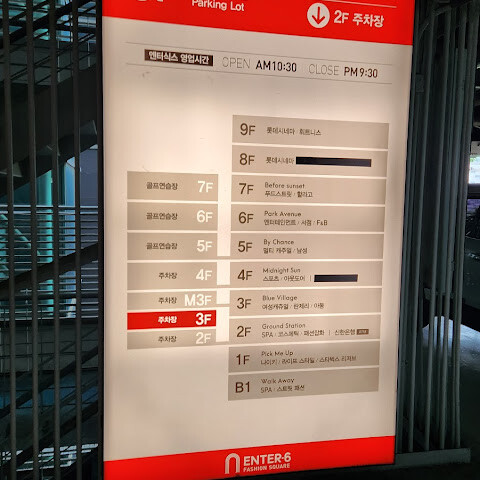 Parking Lot
2F 주차장
엔터식스 영업시간 OPEN AM10:30 CLOSE PM9:30
9F 롯데시네마 · 휘트니스
8F 롯데시네마
골프연습장 7F
7F Before sunset
푸드스트릿 · 할리고
골프연습장 6F
6F Park Avenue
엔터테인먼트 · 서점 / F&B
골프연습장 5F
5F By Chance
멀티 캐주얼 · 남성
주차장 4F
4F Midnight Sun
스포츠 · 아웃도어
주차장 M3F
3F Blue Village
여성캐쥬얼 · 란제리 · 아동
주차장 3F
주차장 2F
2F Ground Station
SPA · 코스메틱 · 패션잡화 | 신한은행
1F Pick Me Up
나이키 / 라이프 스타일 / 스타벅스 리저브
B1 Walk Away
SPA / 스트릿 패션
ENTER-6
FASHION SQUARE